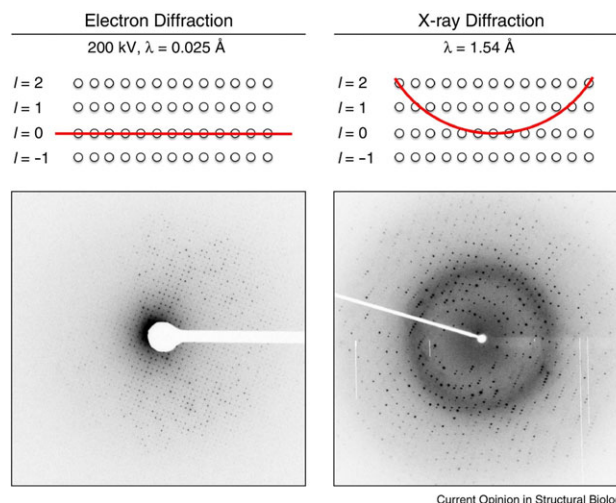 Electron Diffraction
200 kV, λ = 0.025 Å
l = 2
l = 1
l = 0
l = −1
X-ray Diffraction
λ = 1.54 Å
l = 2
l = 1
l = 0
l = −1
Current Opinion in Structural Biolo